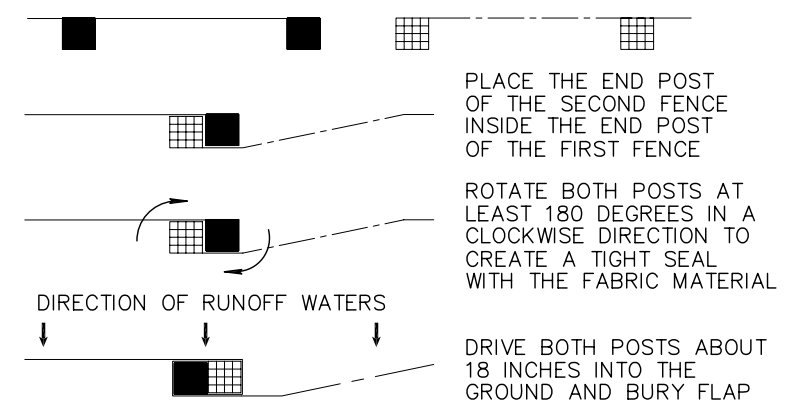 PLACE THE END POST
OF THE SECOND FENCE
INSIDE THE END POST
OF THE FIRST FENCE
ROTATE BOTH POSTS AT
LEAST 180 DEGREES IN A
CLOCKWISE DIRECTION TO
CREATE A TIGHT SEAL
WITH THE FABRIC MATERIAL
DIRECTION OF RUNOFF WATERS
DRIVE BOTH POSTS ABOUT
18 INCHES INTO THE
GROUND AND BURY FLAP